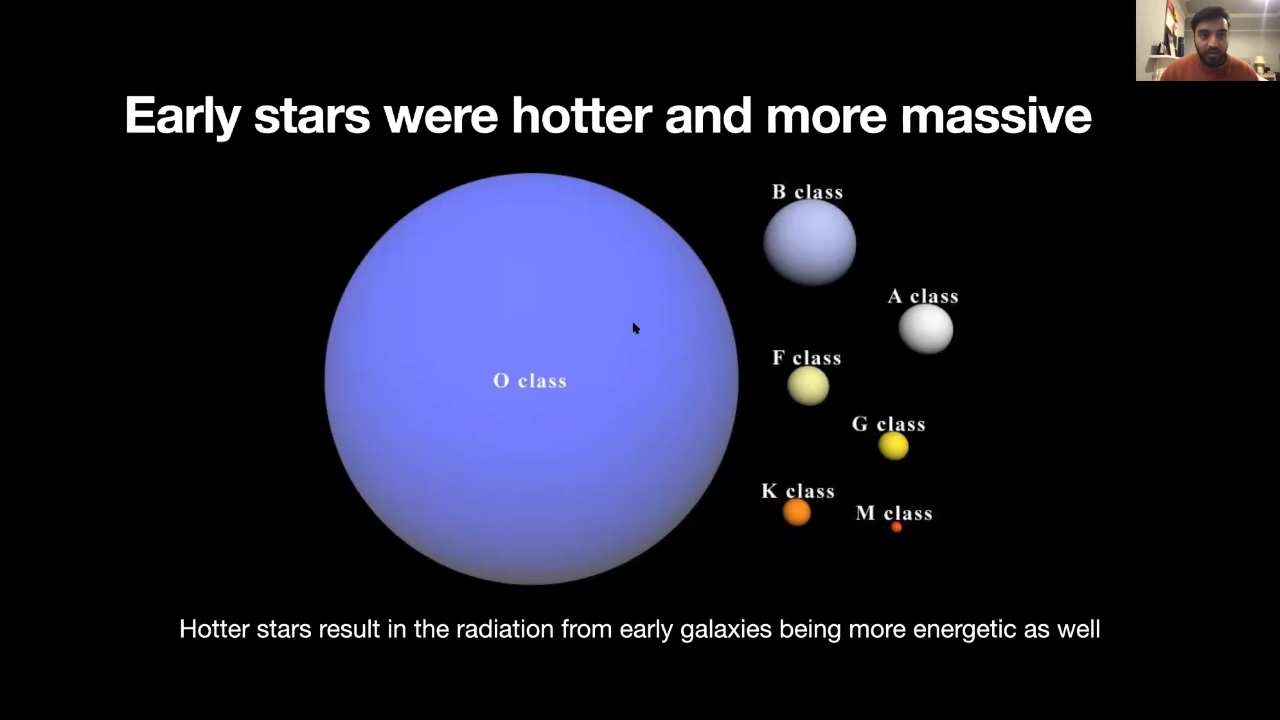 Early stars were hotter and more massive
B class
A class
F class
O class
G class
K class
M class
Hotter stars result in the radiation from early galaxies being more energetic as well